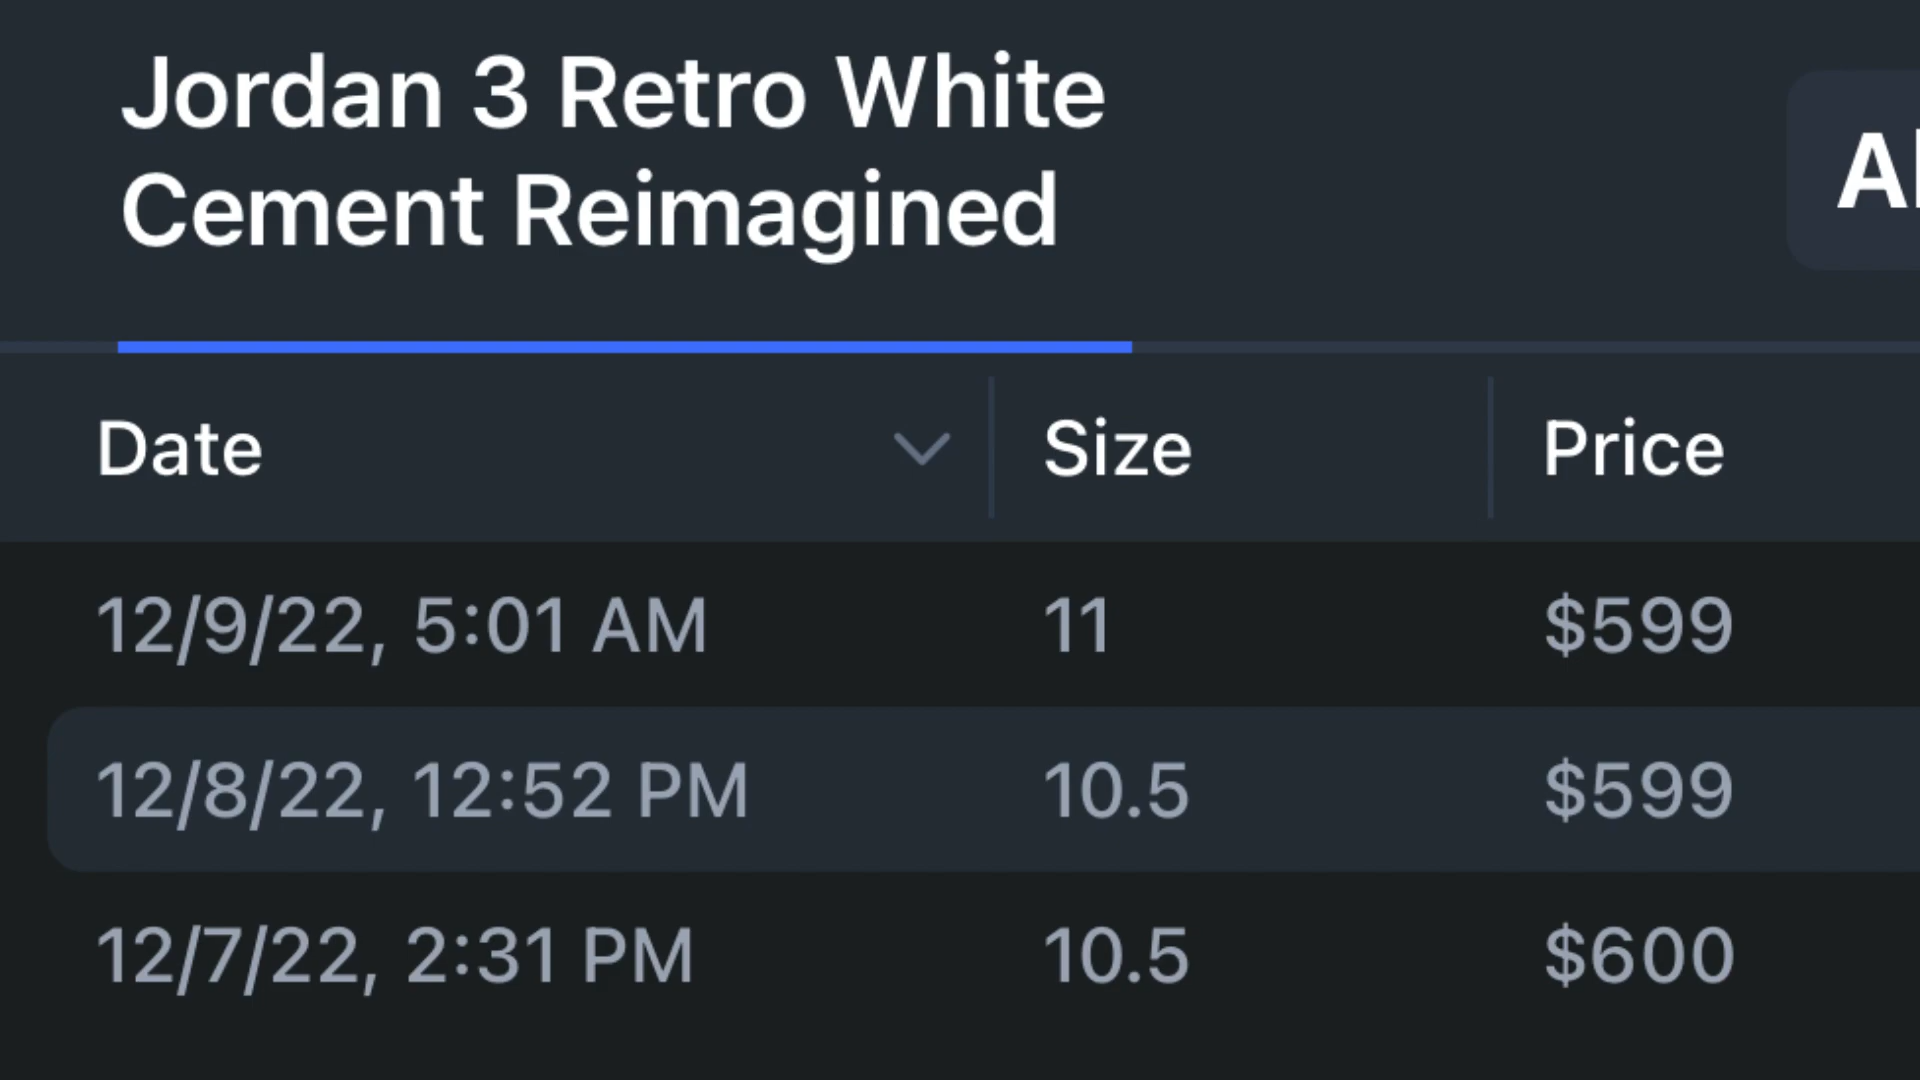 Jordan 3 Retro White
Cement Reimagined
Date Size Price
12/9/22, 5:01 AM 11 $599
12/8/22, 12:52 PM 10.5 $599
12/7/22, 2:31 PM 10.5 $600